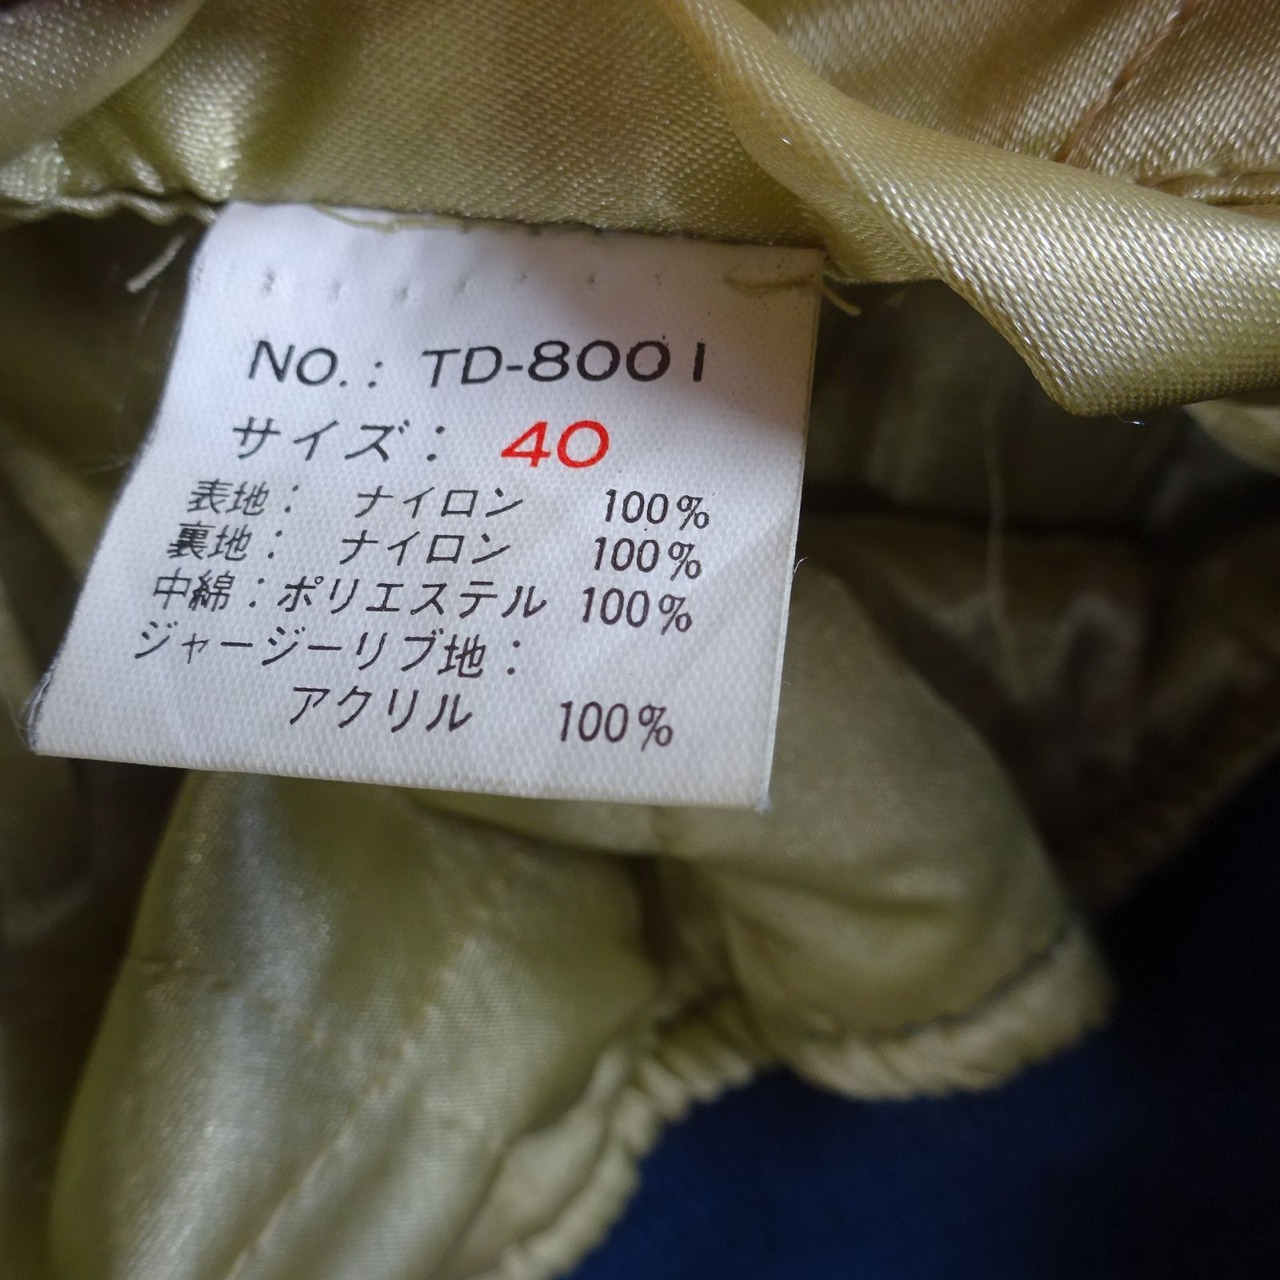 NO.: TD-8001
サイズ: 40
表地: ナイロン 100%
裏地: ナイロン 100%
中綿: ポリエステル 100%
ジャージーリブ地:
アクリル 100%